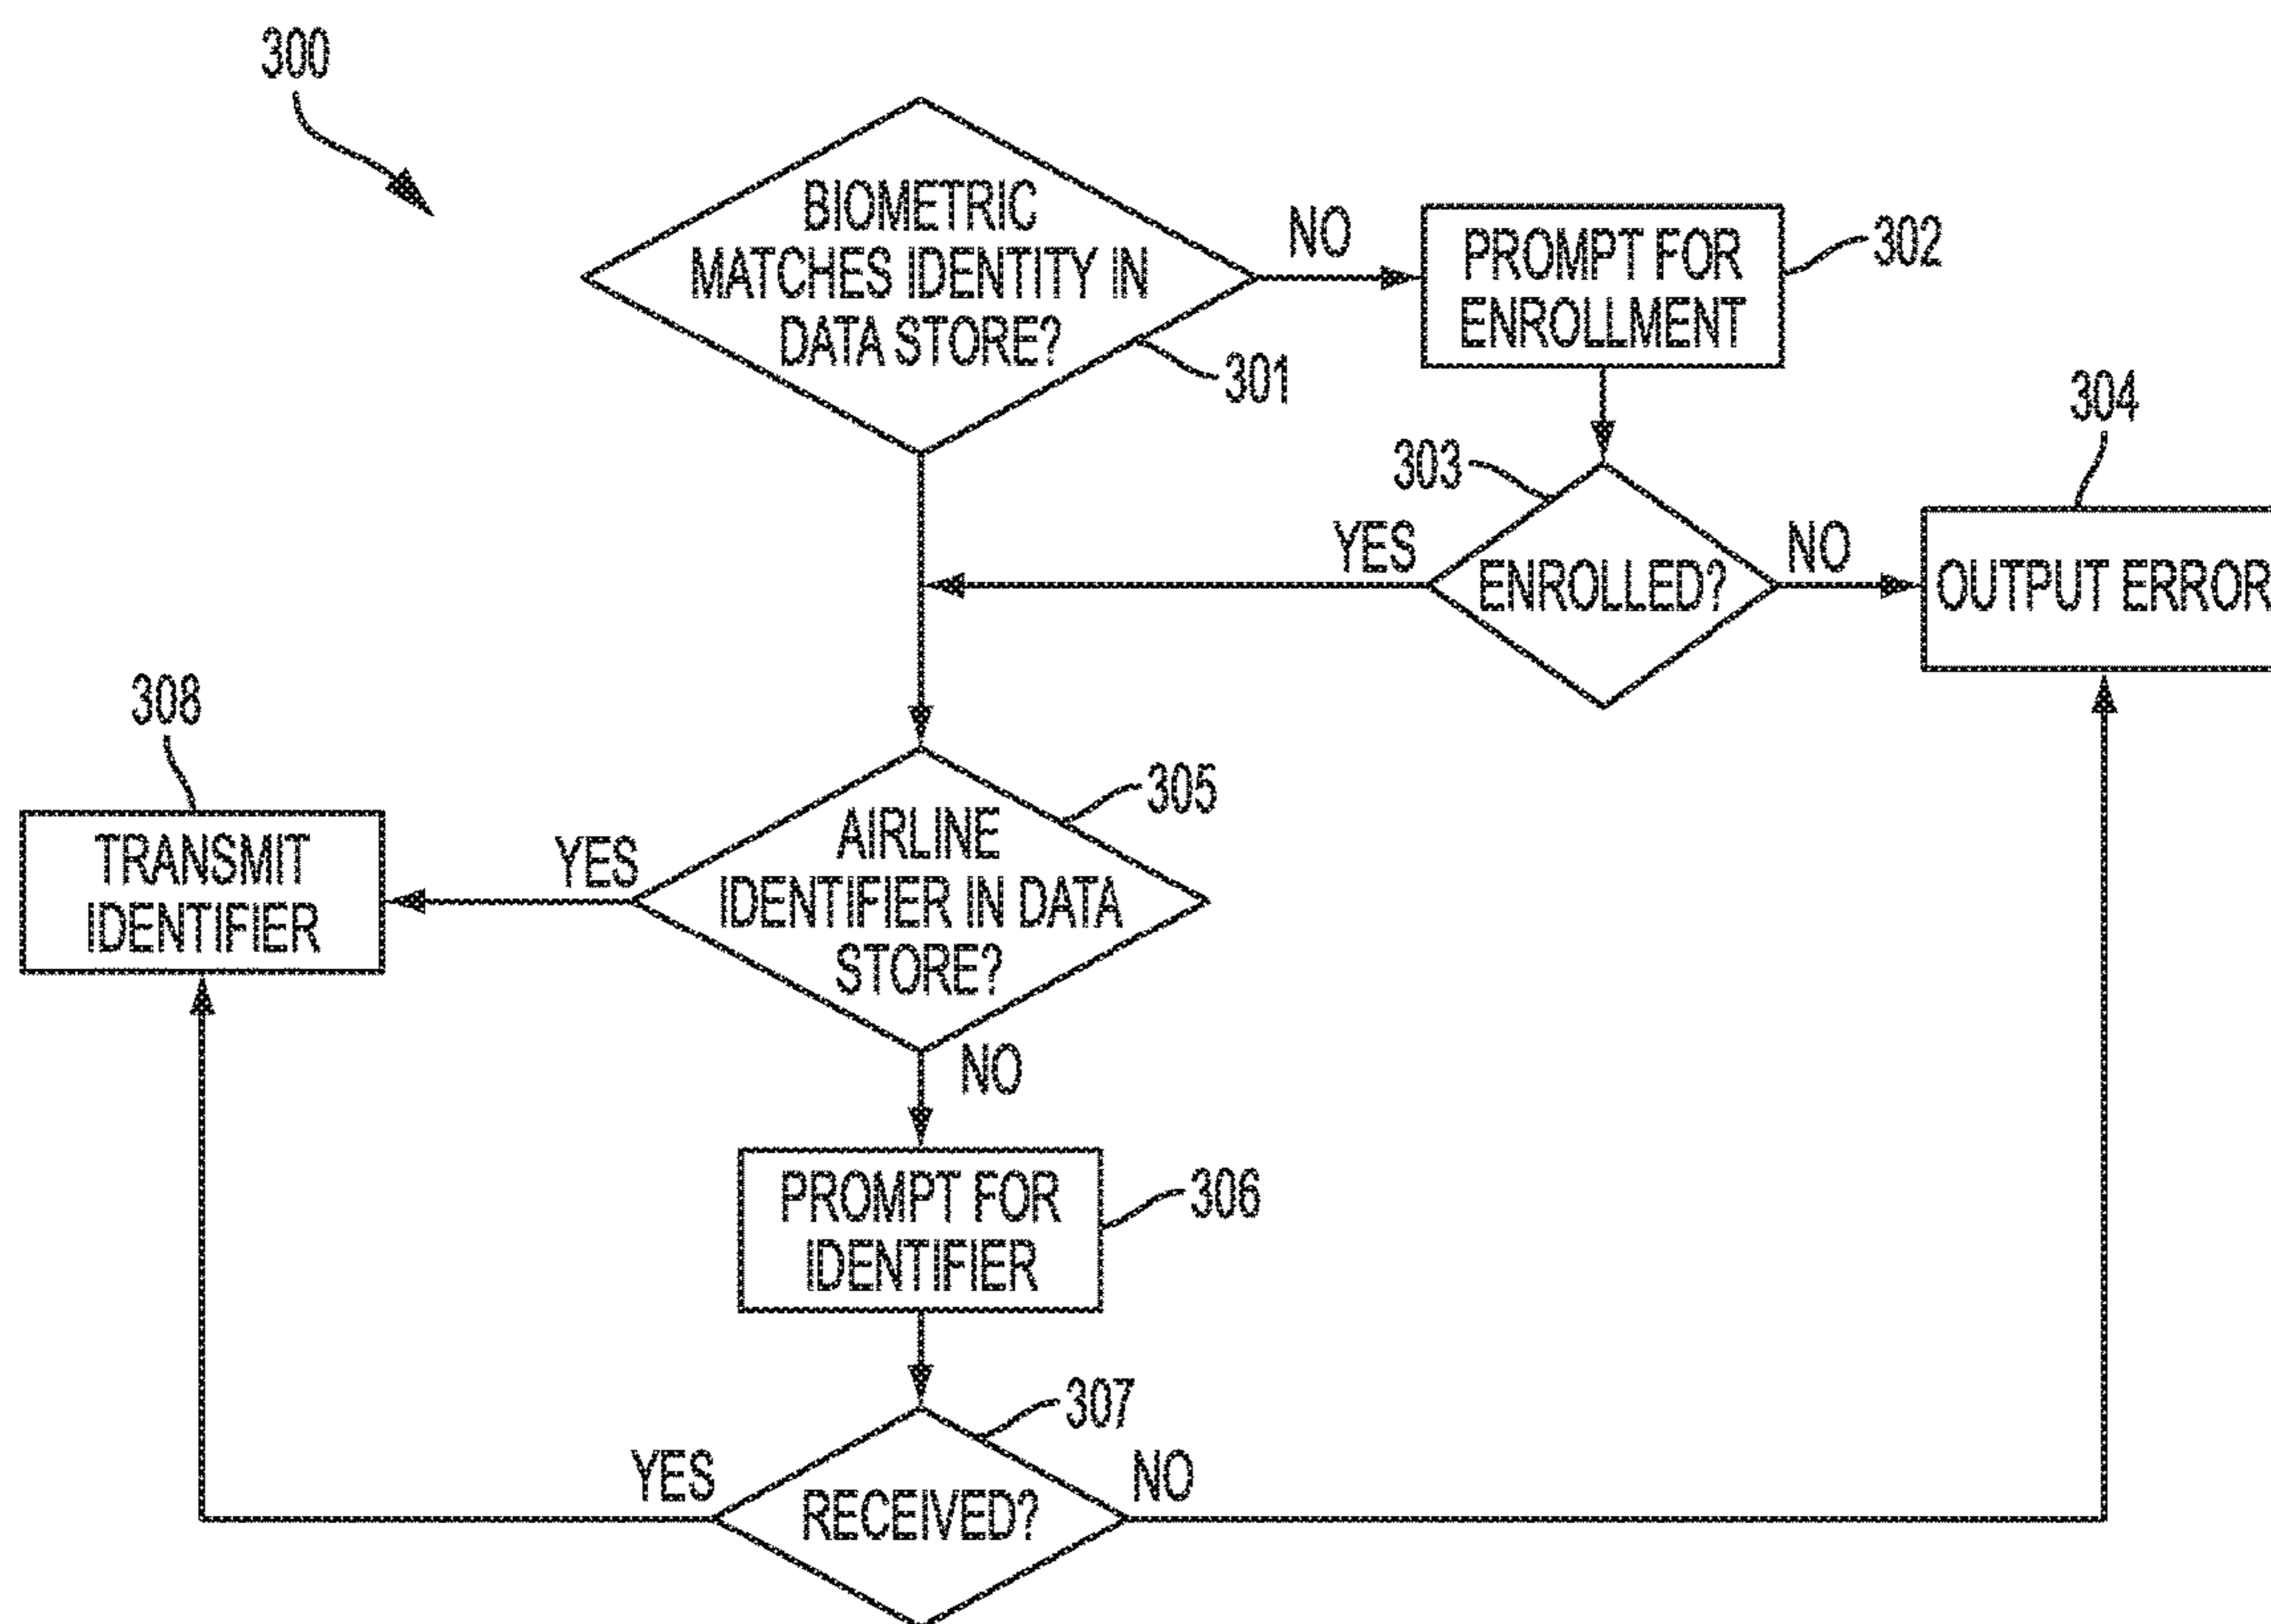 300
BIOMETRIC
MATCHES IDENTITY IN
DATA STORE?
301
NO
PROMPT FOR
ENROLLMENT
302
303
YES
ENROLLED?
NO
304
OUTPUT ERROR
308
TRANSMIT
IDENTIFIER
YES
AIRLINE
IDENTIFIER IN DATA
STORE?
305
NO
PROMPT FOR
IDENTIFIER
306
307
YES
RECEIVED?
NO